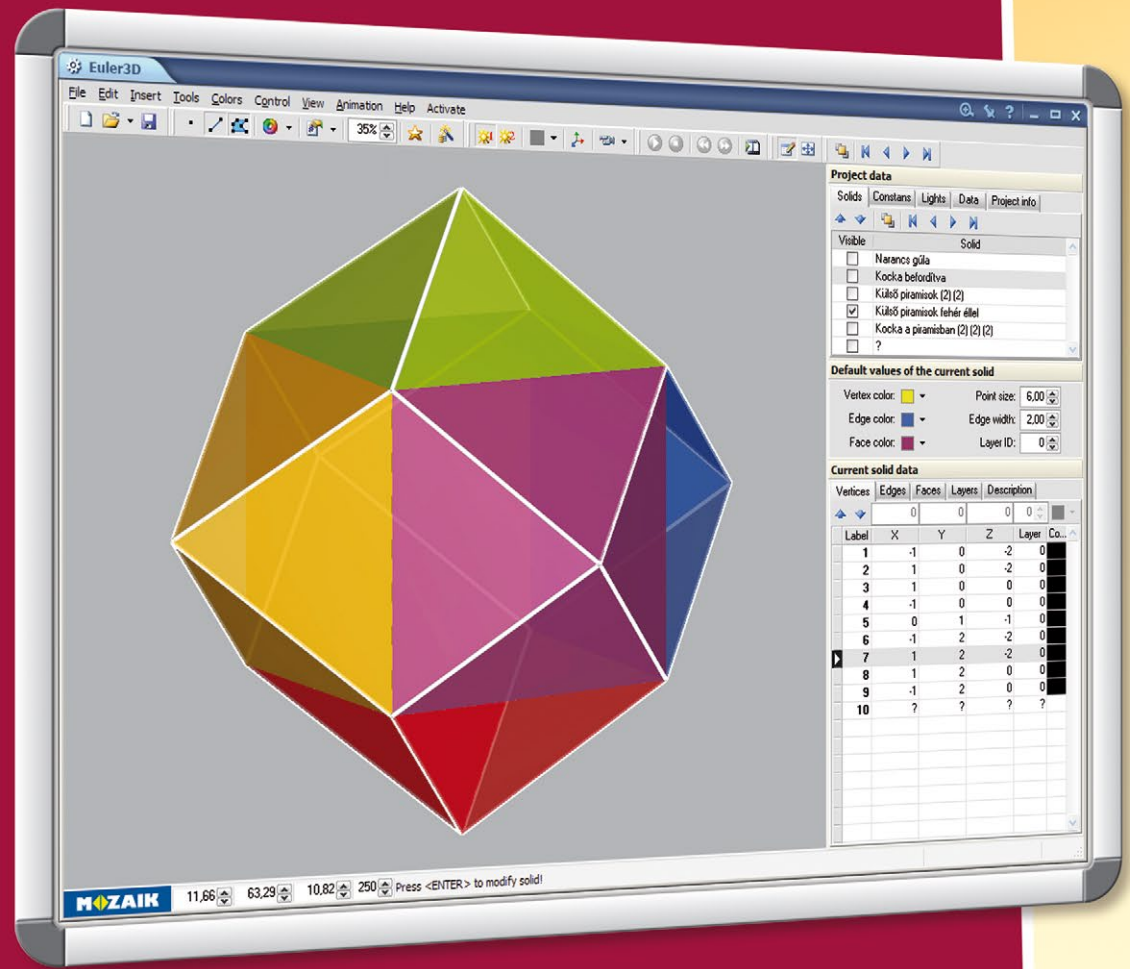 Euler3D
File Edit Insert Tools Colors Control View Animation Help Activate
35%
Project data
Solids Constans Lights Data Project info
Visible Solid
Narancs gúla
Kocka befordítva
Külső piramisok (2) (2)
Külső piramisok fehér éllel
Kocka a piramisban (2) (2) (2)
?
Default values of the current solid
Vertex color: Point size: 6,00
Edge color: Edge width: 2,00
Face color: Layer ID: 0
Current solid data
Vertices Edges Faces Layers Description
0 0 0 0
Label X Y Z Layer Co...
1 -1 0 -2 0
2 1 0 -2 0
3 1 0 0 0
4 -1 0 0 0
5 0 1 -1 0
6 -1 2 -2 0
7 1 2 -2 0
8 1 2 0 0
9 -1 2 0 0
10 ? ? ? ?
MOZAIK 11,66 63,29 10,82 250 Press <ENTER> to modify solid!